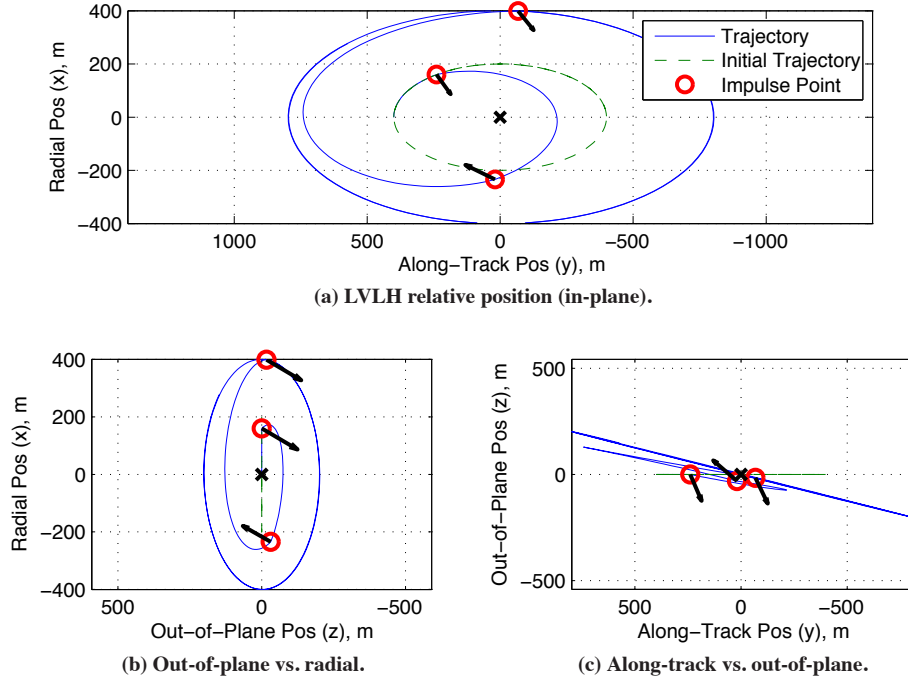 400
200
0
−200
−400
Radial Pos (x), m
1000
500
0
−500
−1000
Along−Track Pos (y), m
Trajectory
Initial Trajectory
Impulse Point
(a) LVLH relative position (in-plane).
400
200
0
−200
−400
Radial Pos (x), m
500
0
−500
Out−of−Plane Pos (z), m
(b) Out-of-plane vs. radial.
500
0
−500
Out−of−Plane Pos (z), m
500
0
−500
Along−Track Pos (y), m
(c) Along-track vs. out-of-plane.